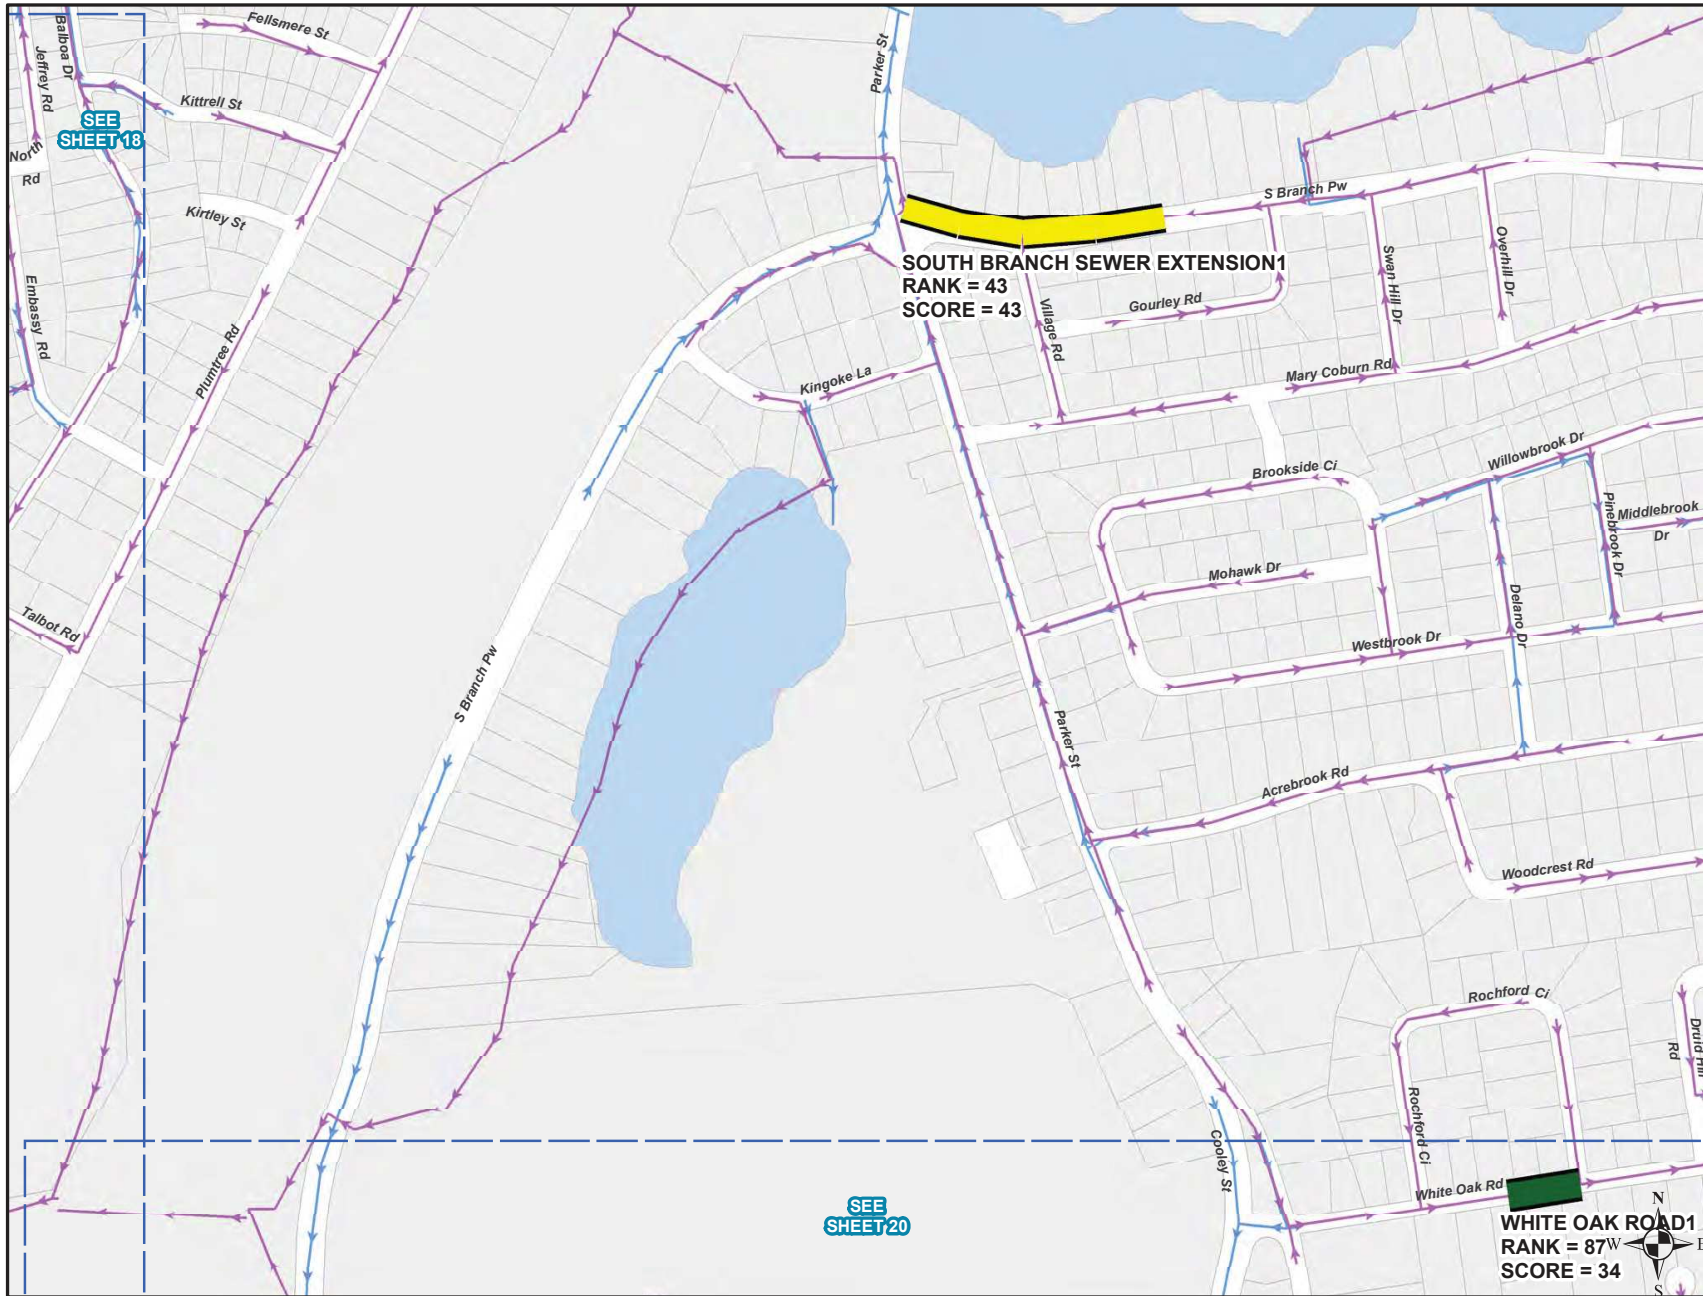 Fellsmere St
Balboa Dr
Jeffrey Rd
Kittrell St
SEE
SHEET 18
North
Rd
Kirtley St
Embassy Rd
Plumtree Rd
Talbot Rd
Parker St
S Branch Pw
SOUTH BRANCH SEWER EXTENSION1
RANK = 43
SCORE = 43
Village Rd
Gourley Rd
Swan Hill Dr
Overhill Dr
Kingoke La
Mary Coburn Rd
Brookside Ci
Willowbrook Dr
Pinebrook Dr
Middlebrook
Dr
Mohawk Dr
Delano Dr
Westbrook Dr
S Branch Pw
Parker St
Acrebrook Rd
Woodcrest Rd
Rochford Ci
Druid Hill
Rd
Rochford Ci
Cooley St
White Oak Rd
SEE
SHEET 20
WHITE OAK ROAD1
RANK = 87
SCORE = 34
N
W
E
S